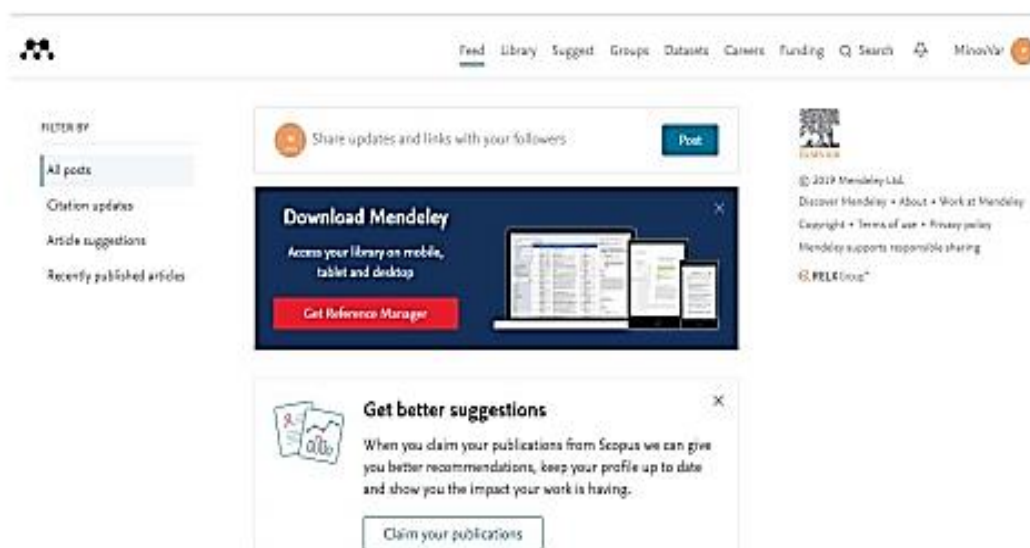 Feed Library Suggest Groups Datasets Careers Funding Search MinovVar
FILTER BY
All posts
Citation updates
Article suggestions
Recently published articles
Share updates and links with your followers
Post
Download Mendeley
Access your library on mobile,
tablet and desktop
Get Reference Manager
Get better suggestions
When you claim your publications from Scopus we can give
you better recommendations, keep your profile up to date
and show you the impact your work is having.
Claim your publications
ELSEVIER
© 2019 Mendeley Ltd.
Discover Mendeley • About • Work at Mendeley
Copyright • Terms of use • Privacy policy
Mendeley supports responsible sharing
RELX Group™